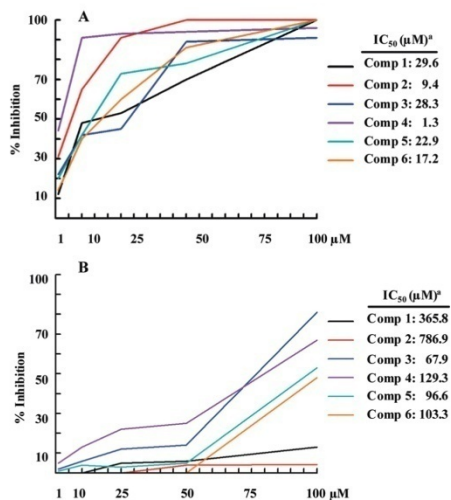 A
100
70
50
30
10
% Inhibition
1 10 25 50 75 100 µM
IC50 (µM)a
Comp 1: 29.6
Comp 2: 9.4
Comp 3: 28.3
Comp 4: 1.3
Comp 5: 22.9
Comp 6: 17.2
B
100
70
50
30
10
% Inhibition
1 10 25 50 75 100 µM
IC50 (µM)a
Comp 1: 365.8
Comp 2: 786.9
Comp 3: 67.9
Comp 4: 129.3
Comp 5: 96.6
Comp 6: 103.3